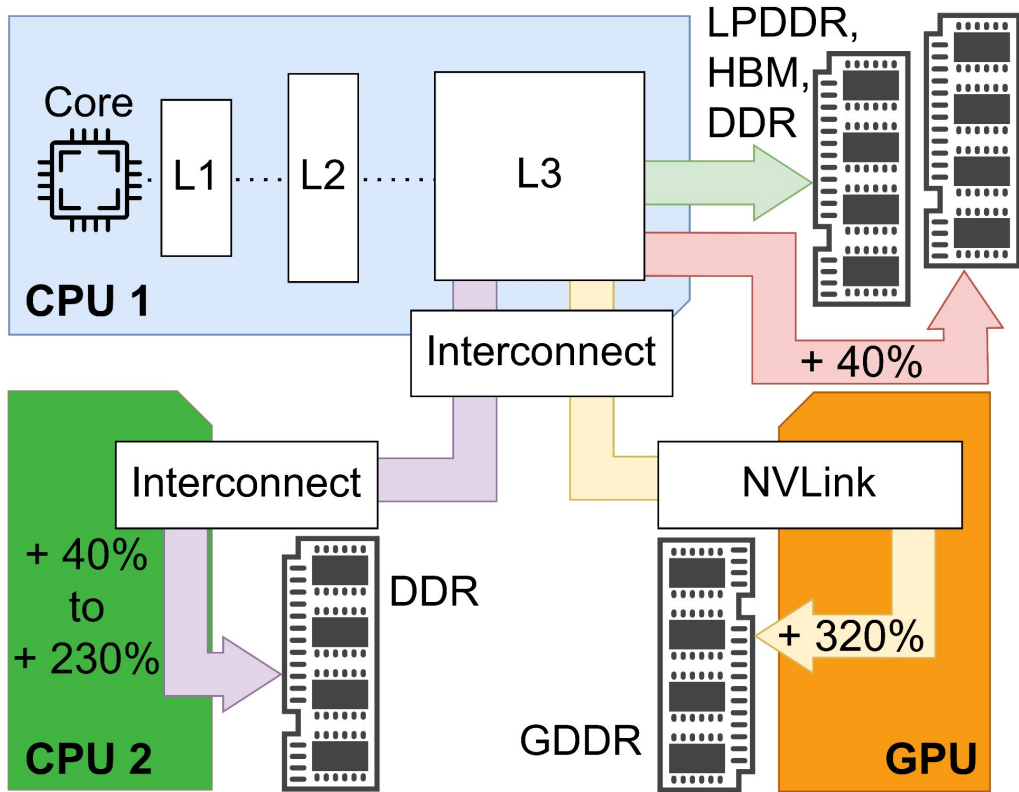 LPDDR,
HBM,
DDR
Core
L1
L2
L3
CPU 1
Interconnect
+ 40%
Interconnect
NVLink
+ 40%
to
+ 230%
DDR
+ 320%
GDDR
CPU 2
GPU